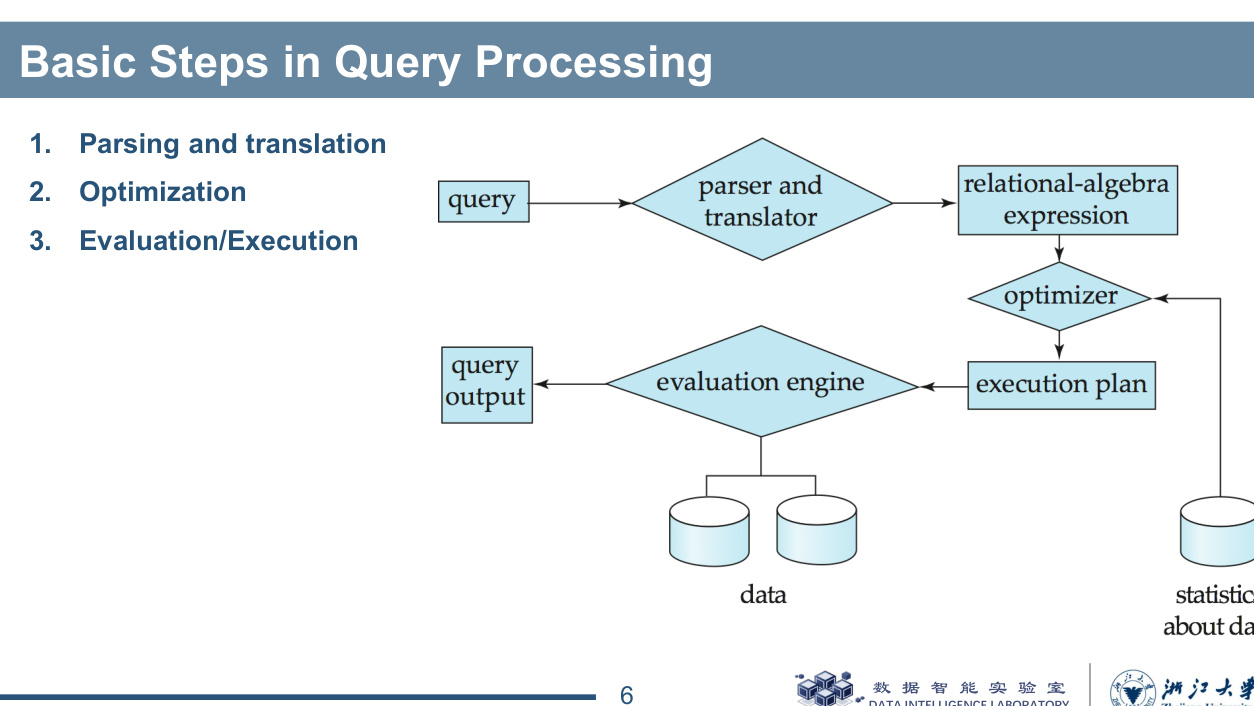 Basic Steps in Query Processing
1. Parsing and translation
2. Optimization
3. Evaluation/Execution
query
parser and
translator
relational-algebra
expression
optimizer
query
output
evaluation engine
execution plan
data
statistic
about da
6
数据智能实验室
DATA INTELLIGENCE LABORATORY
浙江大学